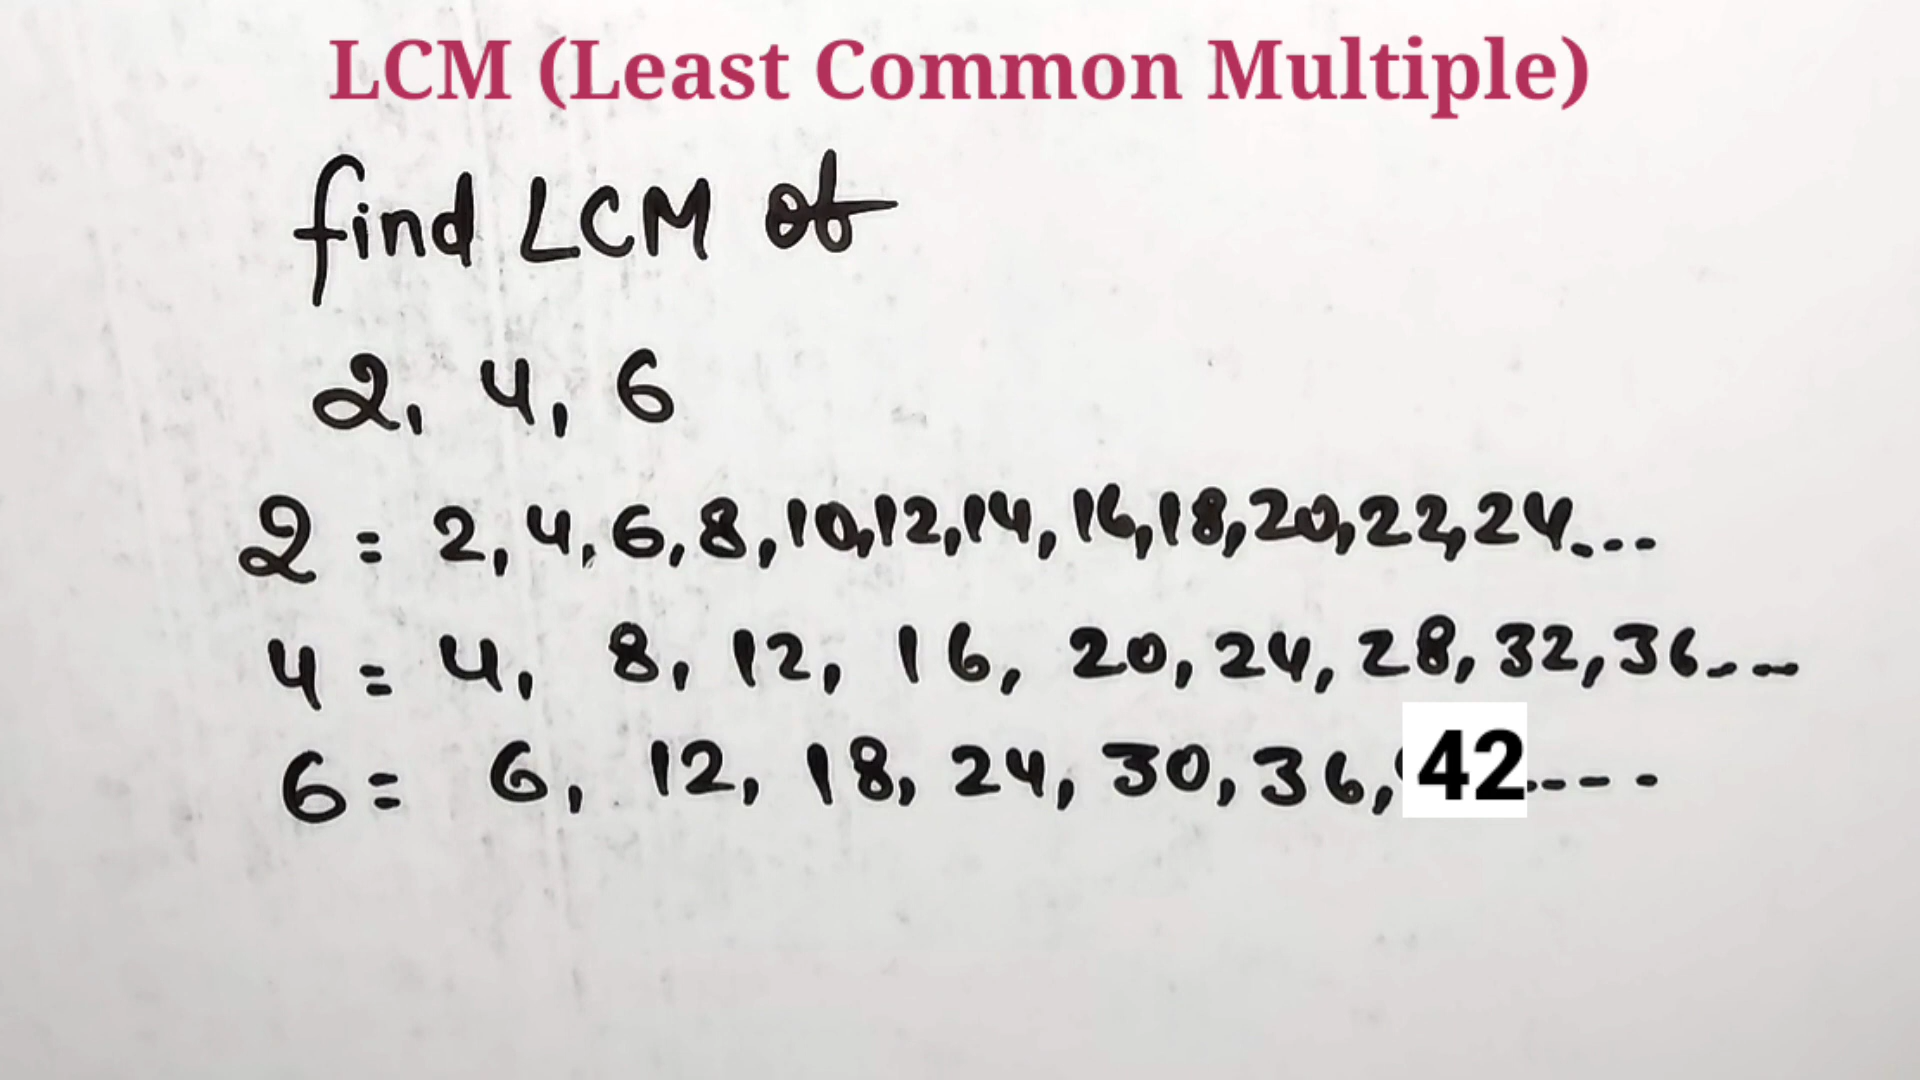 LCM (Least Common Multiple)
find LCM of
2, 4, 6
2 = 2, 4, 6, 8, 10, 12, 14, 16, 18, 20, 22, 24...
4 = 4, 8, 12, 16, 20, 24, 28, 32, 36---
6 = 6, 12, 18, 24, 30, 36, 42----